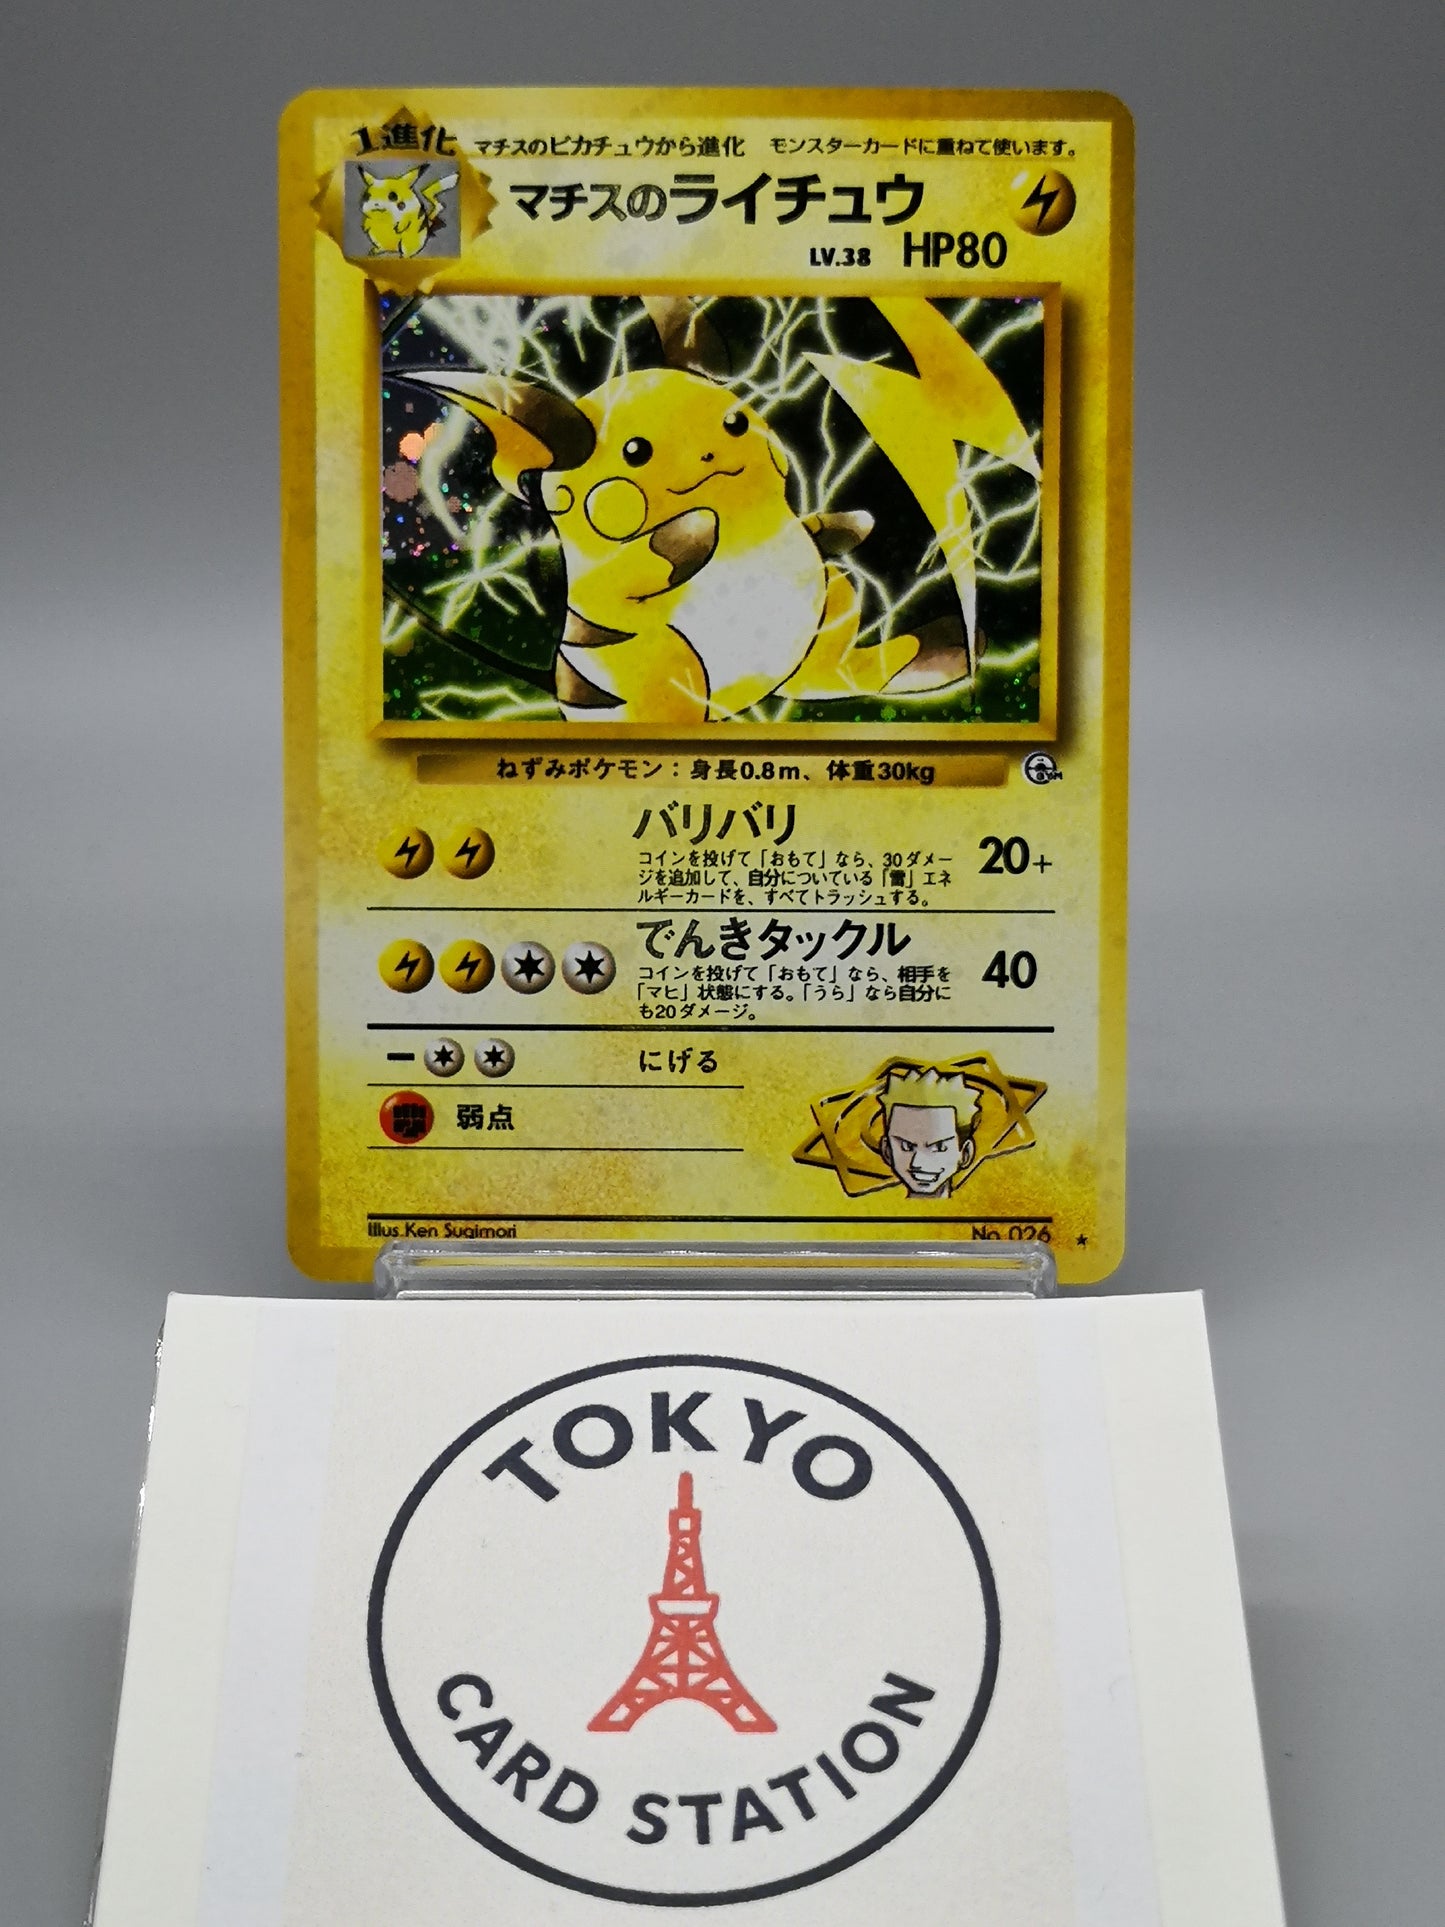 1進化 マチスのピカチュウから進化 モンスターカードに重ねて使います。
マチスのライチュウ
LV.38 HP80
ねずみポケモン：身長0.8m、体重30kg
GYM
バリバリ
コインを投げて「おもて」なら、30ダメー
ジを追加して、自分についている「雷」エネ
ルギーカードを、すべてトラッシュする。
20+
でんきタックル
コインを投げて「おもて」なら、相手を
「マヒ」状態にする。「うら」なら自分に
も20ダメージ。
40
にげる
弱点
Illus.Ken Sugimori No.026
TOKYO
CARD STATION